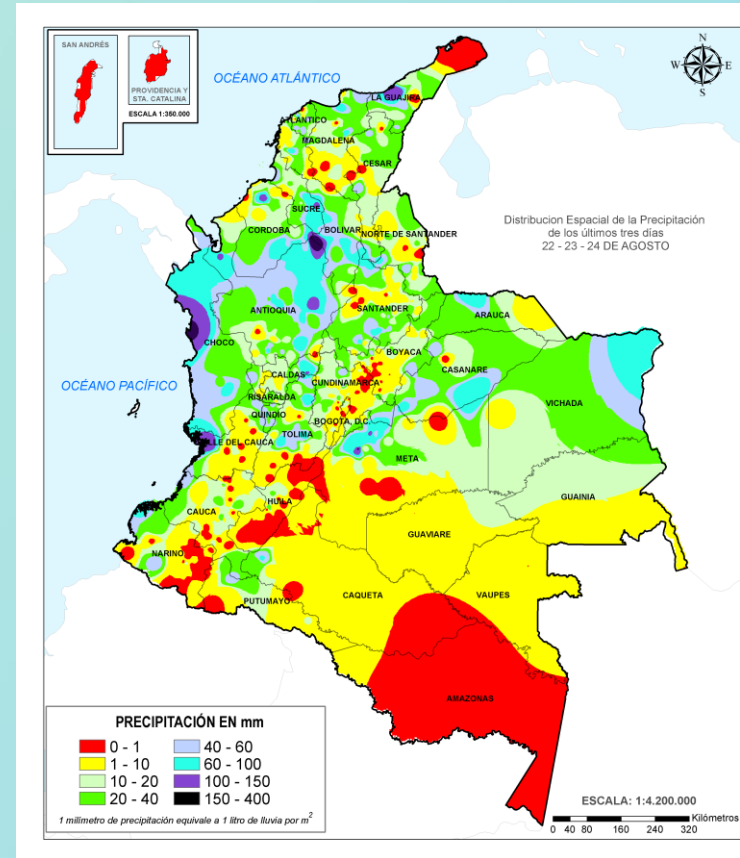 SAN ANDRÉS
PROVIDENCIA Y
STA. CATALINA
ESCALA 1:350.000
OCÉANO ATLÁNTICO
N
W
E
S
LA GUAJIRA
ATLANTICO
MAGDALENA
CESAR
SUCRE
CORDOBA
BOLIVAR
NORTE DE SANTANDER
Distribucion Espacial de la Precipitación
de los últimos tres días
22 - 23 - 24 DE AGOSTO
ANTIOQUIA
SANTANDER
ARAUCA
CHOCO
BOYACA
CASANARE
OCÉANO PACÍFICO
CALDAS
CUNDINAMARCA
RISARALDA
VICHADA
QUINDIO
BOGOTA, D.C.
TOLIMA
VALLE DEL CAUCA
META
GUAINIA
HUILA
CAUCA
GUAVIARE
NARIÑO
CAQUETA
VAUPES
PUTUMAYO
AMAZONAS
PRECIPITACIÓN EN mm
0 - 1
40 - 60
1 - 10
60 - 100
10 - 20
100 - 150
20 - 40
150 - 400
1 milímetro de precipitación equivale a 1 litro de lluvia por m²
ESCALA: 1:4.200.000
Kilómetros
0 40 80 160 240 320